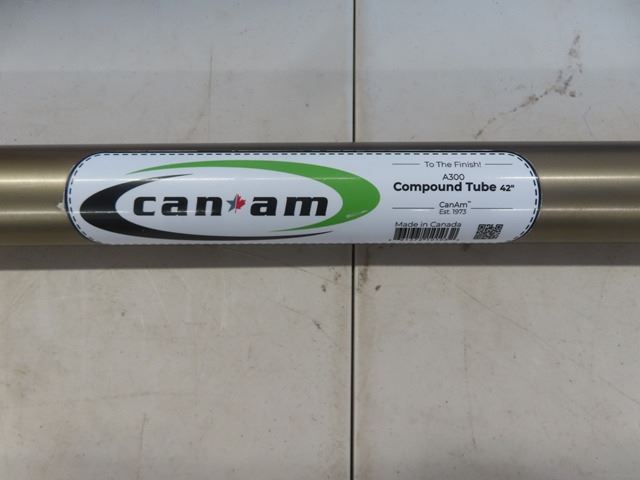 can am
To The Finish!
A300
Compound Tube 42"
CanAm™
Est. 1973
Made in Canada